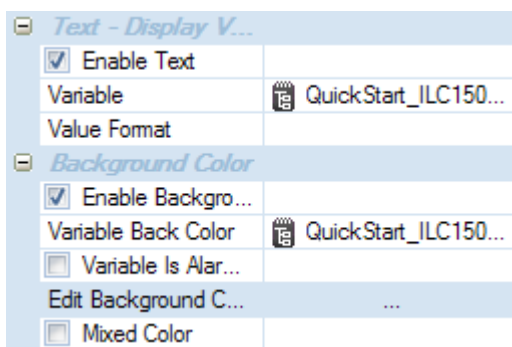 Text - Display V...
Enable Text
Variable QuickStart_ILC150...
Value Format
Background Color
Enable Backgro...
Variable Back Color QuickStart_ILC150...
Variable Is Alar...
Edit Background C... ...
Mixed Color